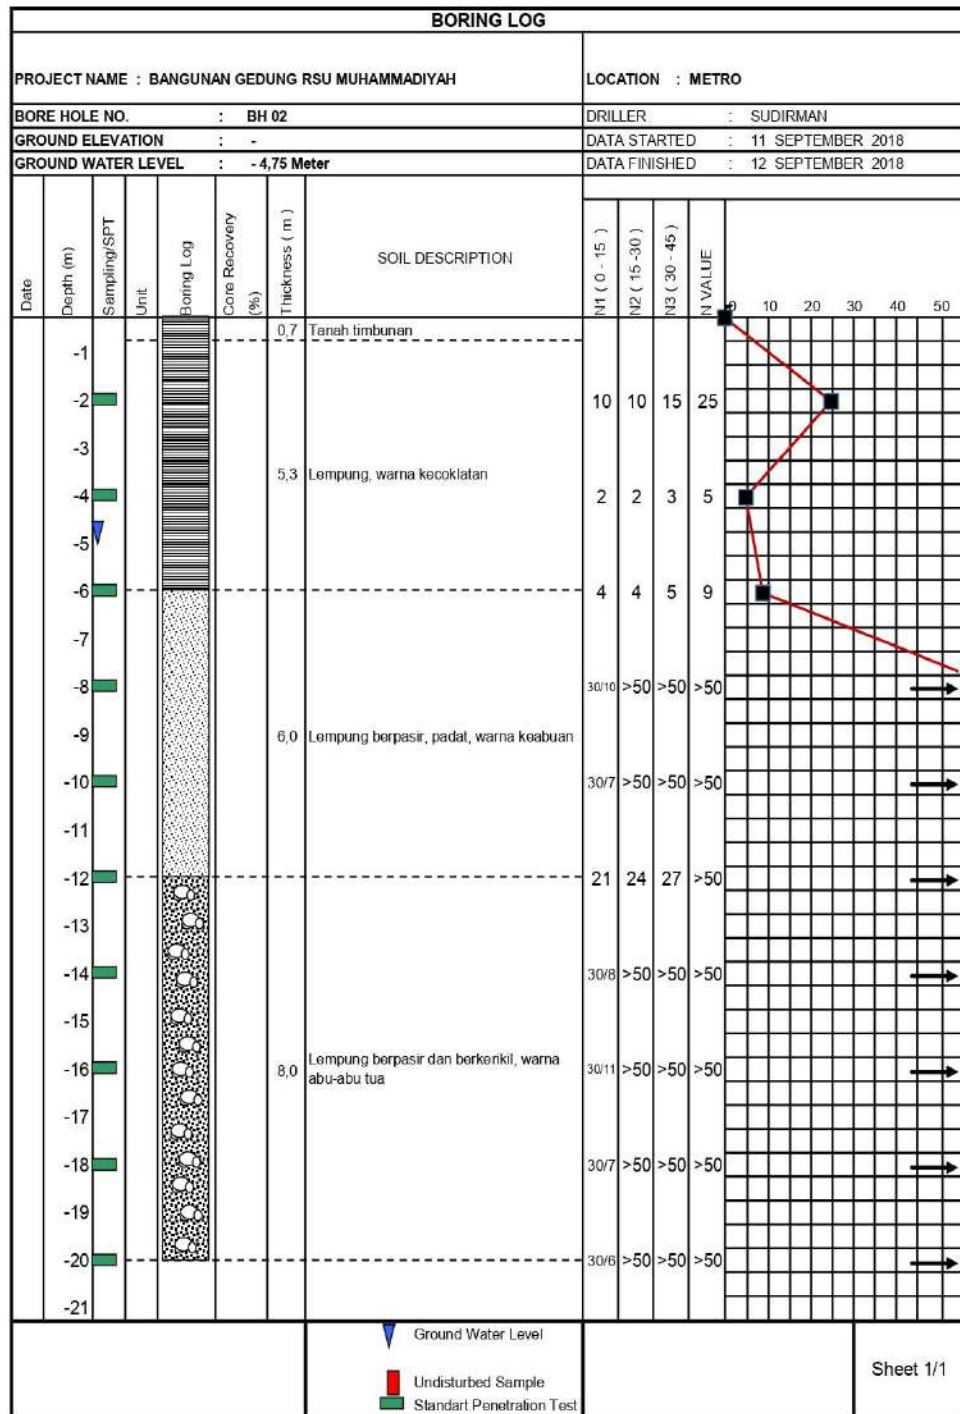 BORING LOG
PROJECT NAME : BANGUNAN GEDUNG RSU MUHAMMADIYAH
LOCATION : METRO
BORE HOLE NO. : BH 02
DRILLER : SUDIRMAN
GROUND ELEVATION : -
DATA STARTED : 11 SEPTEMBER 2018
GROUND WATER LEVEL : - 4,75 Meter
DATA FINISHED : 12 SEPTEMBER 2018
Date
Depth (m)
Sampling/SPT
Unit
Boring Log
Core Recovery (%)
Thickness ( m )
SOIL DESCRIPTION
N1 ( 0 - 15 )
N2 ( 15 -30 )
N3 ( 30 - 45 )
N VALUE
0 10 20 30 40 50
0,7 Tanah timbunan
-1
-2 10 10 15 25
-3
5,3 Lempung, warna kecoklatan
-4 2 2 3 5
-5
-6 4 4 5 9
-7
-8 30/10 >50 >50 >50
-9 6,0 Lempung berpasir, padat, warna keabuan
-10 30/7 >50 >50 >50
-11
-12 21 24 27 >50
-13
-14 30/8 >50 >50 >50
-15
-16 8,0 Lempung berpasir dan berkerikil, warna 30/11 >50 >50 >50
abu-abu tua
-17
-18 30/7 >50 >50 >50
-19
-20 30/6 >50 >50 >50
-21
Ground Water Level
Undisturbed Sample
Standart Penetration Test
Sheet 1/1